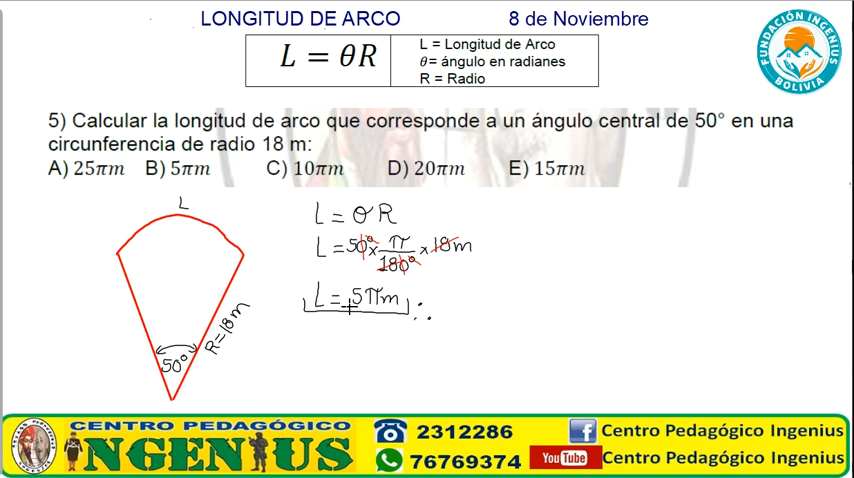 LONGITUD DE ARCO 8 de Noviembre
L = θR
L = Longitud de Arco
θ= ángulo en radianes
R = Radio
FUNDACIÓN INGENIUS
BOLIVIA
5) Calcular la longitud de arco que corresponde a un ángulo central de 50° en una
circunferencia de radio 18 m:
A) 25πm B) 5πm C) 10πm D) 20πm E) 15πm
L
R=18m
50°
L = θ R
L = 50° × π/180° × 18m
L = 5πm ∴
CENTRO PEDAGÓGICO
INGENIUS
2312286
76769374
f Centro Pedagógico Ingenius
YouTube Centro Pedagógico Ingenius